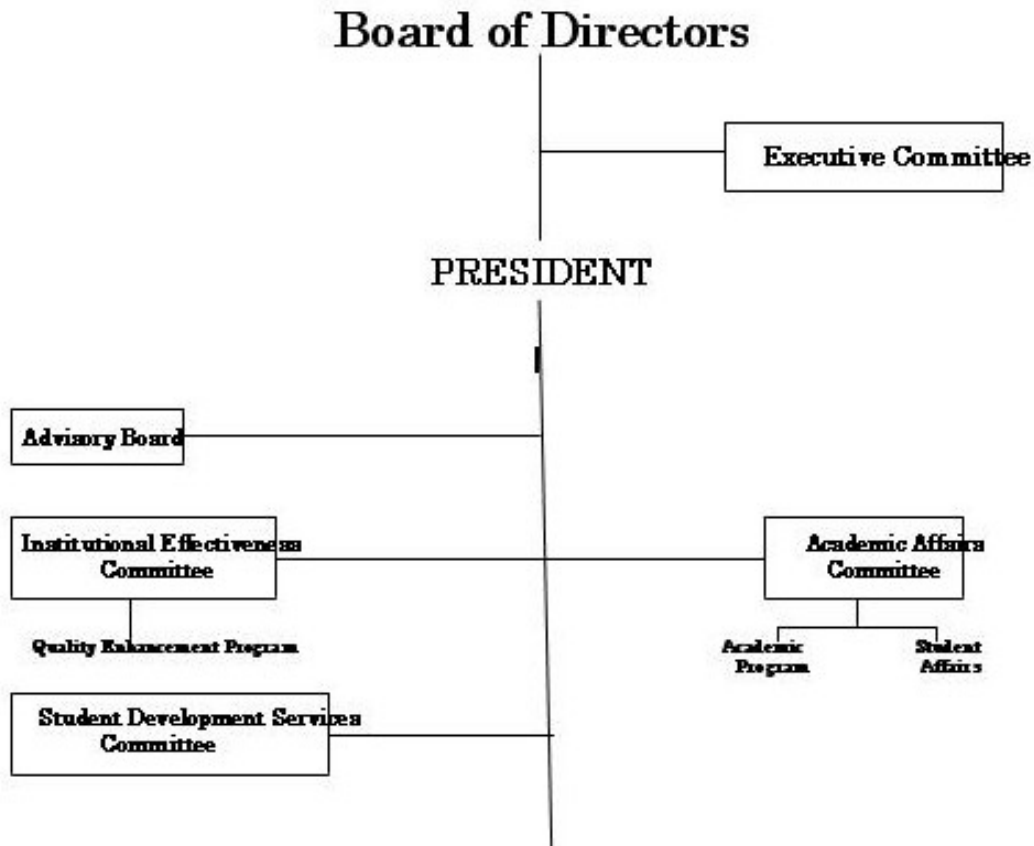 Board of Directors
Executive Committee
PRESIDENT
Advisory Board
Institutional Effectiveness
Committee
Academic Affairs
Committee
Quality Enhancement Program
Academic
Program
Student
Affairs
Student Development Services
Committee